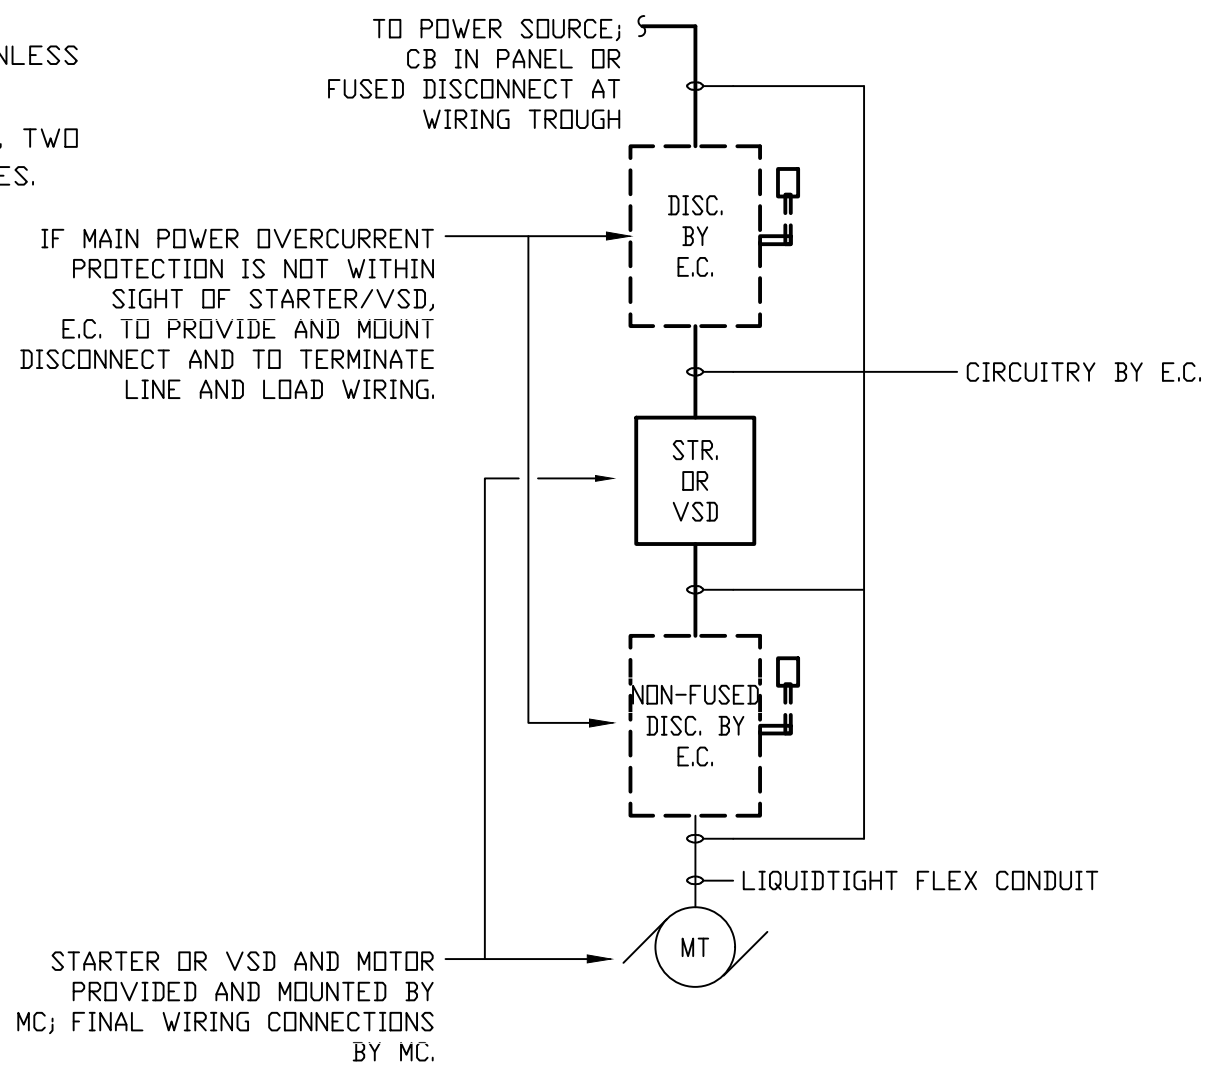 NLESS
TWO
ES.
TO POWER SOURCE;
CB IN PANEL OR
FUSED DISCONNECT AT
WIRING TROUGH
DISC.
BY
E.C.
IF MAIN POWER OVERCURRENT
PROTECTION IS NOT WITHIN
SIGHT OF STARTER/VSD,
E.C. TO PROVIDE AND MOUNT
DISCONNECT AND TO TERMINATE
LINE AND LOAD WIRING.
CIRCUITRY BY E.C.
STR.
OR
VSD
NON-FUSED
DISC. BY
E.C.
LIQUIDTIGHT FLEX CONDUIT
MT
STARTER OR VSD AND MOTOR
PROVIDED AND MOUNTED BY
MC; FINAL WIRING CONNECTIONS
BY MC.